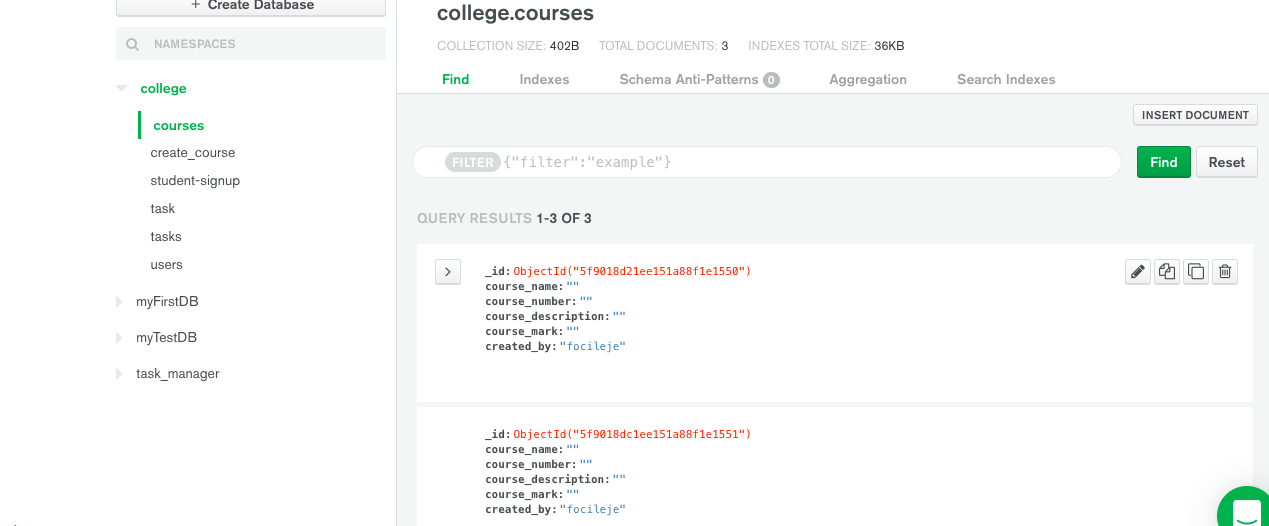 + Create Database
NAMESPACES
college
courses
create_course
student-signup
task
tasks
users
myFirstDB
myTestDB
task_manager
college.courses
COLLECTION SIZE: 402B TOTAL DOCUMENTS: 3 INDEXES TOTAL SIZE: 36KB
Find Indexes Schema Anti-Patterns 0 Aggregation Search Indexes
INSERT DOCUMENT
FILTER {"filter":"example"} Find Reset
QUERY RESULTS 1-3 OF 3
_id: ObjectId("5f9018d21ee151a88f1e1550")
course_name: ""
course_number: ""
course_description: ""
course_mark: ""
created_by: "focileje"
_id: ObjectId("5f9018dc1ee151a88f1e1551")
course_name: ""
course_number: ""
course_description: ""
course_mark: ""
created_by: "focileje"